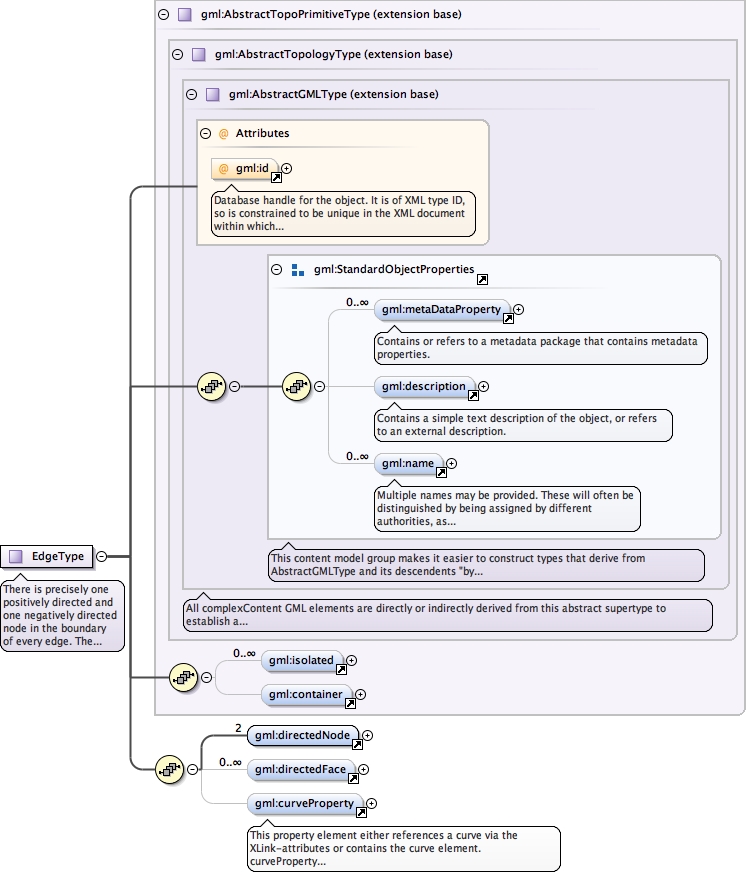 gml:AbstractTopoPrimitiveType (extension base)
gml:AbstractTopologyType (extension base)
gml:AbstractGMLType (extension base)
@ Attributes
@ gml:id
Database handle for the object. It is of XML type ID,
so is constrained to be unique in the XML document
within which...
gml:StandardObjectProperties
0..∞
gml:metaDataProperty
Contains or refers to a metadata package that contains metadata
properties.
gml:description
Contains a simple text description of the object, or refers
to an external description.
0..∞
gml:name
Multiple names may be provided. These will often be
distinguished by being assigned by different
authorities, as...
This content model group makes it easier to construct types that derive from
AbstractGMLType and its descendents "by...
All complexContent GML elements are directly or indirectly derived from this abstract supertype to
establish a...
EdgeType
There is precisely one
positively directed and
one negatively directed
node in the boundary
of every edge. The...
0..∞
gml:isolated
gml:container
2
gml:directedNode
0..∞
gml:directedFace
gml:curveProperty
This property element either references a curve via the
XLink-attributes or contains the curve element.
curveProperty...